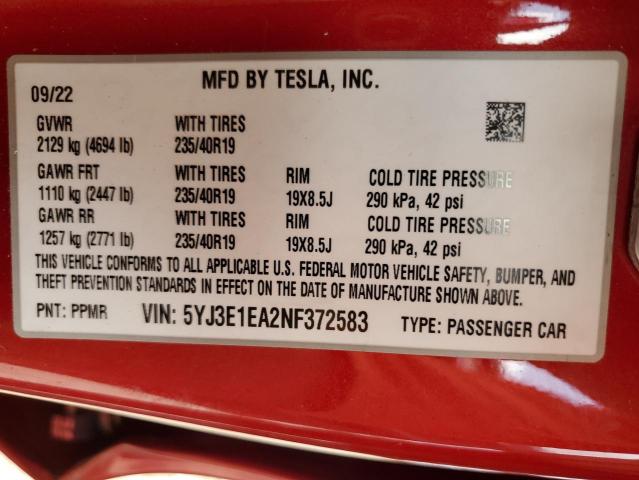 MFD BY TESLA, INC.
09/22
GVWR WITH TIRES
2129 kg (4694 lb) 235/40R19
GAWR FRT WITH TIRES RIM COLD TIRE PRESSURE
1110 kg (2447 lb) 235/40R19 19X8.5J 290 kPa, 42 psi
GAWR RR WITH TIRES RIM COLD TIRE PRESSURE
1257 kg (2771 lb) 235/40R19 19X8.5J 290 kPa, 42 psi
THIS VEHICLE CONFORMS TO ALL APPLICABLE U.S. FEDERAL MOTOR VEHICLE SAFETY, BUMPER, AND
THEFT PREVENTION STANDARDS IN EFFECT ON THE DATE OF MANUFACTURE SHOWN ABOVE.
PNT: PPMR VIN: 5YJ3E1EA2NF372583 TYPE: PASSENGER CAR